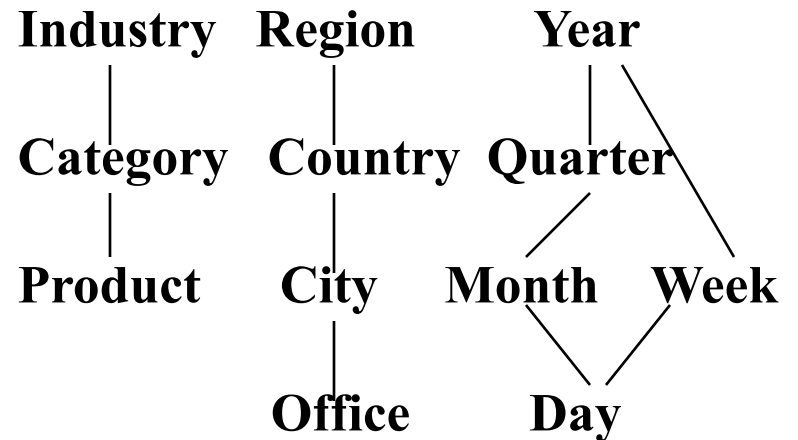 Industry Region Year
Category Country Quarter
Product City Month Week
Office Day